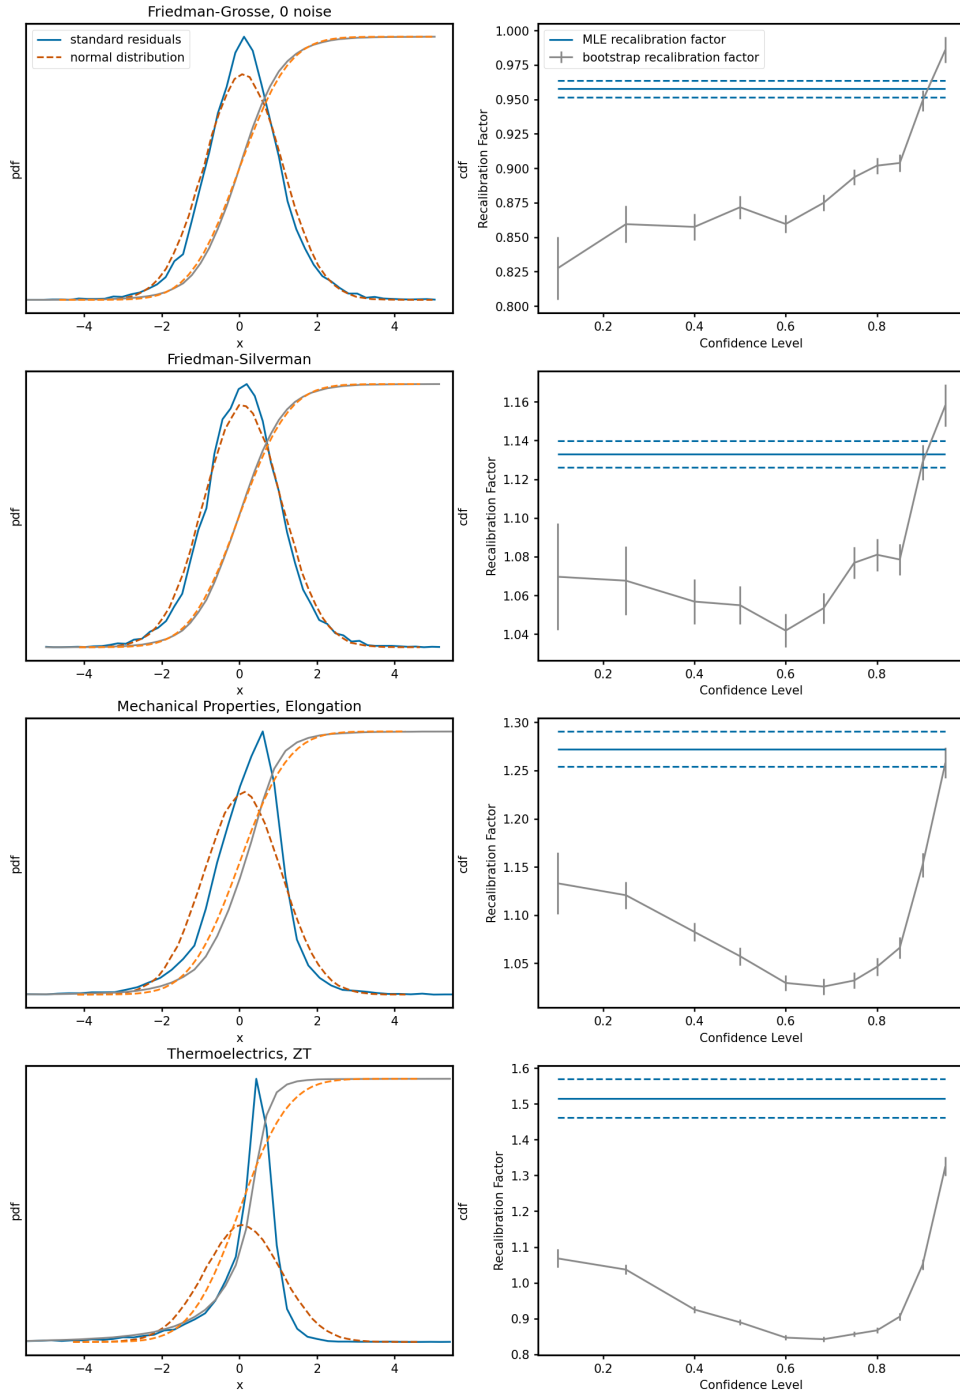 Friedman-Grosse, 0 noise
standard residuals
normal distribution
pdf
cdf
−4 −2 0 2 4
x
MLE recalibration factor
bootstrap recalibration factor
Recalibration Factor
1.000
0.975
0.950
0.925
0.900
0.875
0.850
0.825
0.800
0.2 0.4 0.6 0.8
Confidence Level
Friedman-Silverman
pdf
cdf
−4 −2 0 2 4
x
Recalibration Factor
1.16
1.14
1.12
1.10
1.08
1.06
1.04
0.2 0.4 0.6 0.8
Confidence Level
Mechanical Properties, Elongation
pdf
cdf
−4 −2 0 2 4
x
Recalibration Factor
1.30
1.25
1.20
1.15
1.10
1.05
0.2 0.4 0.6 0.8
Confidence Level
Thermoelectrics, ZT
pdf
cdf
−4 −2 0 2 4
x
Recalibration Factor
1.6
1.5
1.4
1.3
1.2
1.1
1.0
0.9
0.8
0.2 0.4 0.6 0.8
Confidence Level